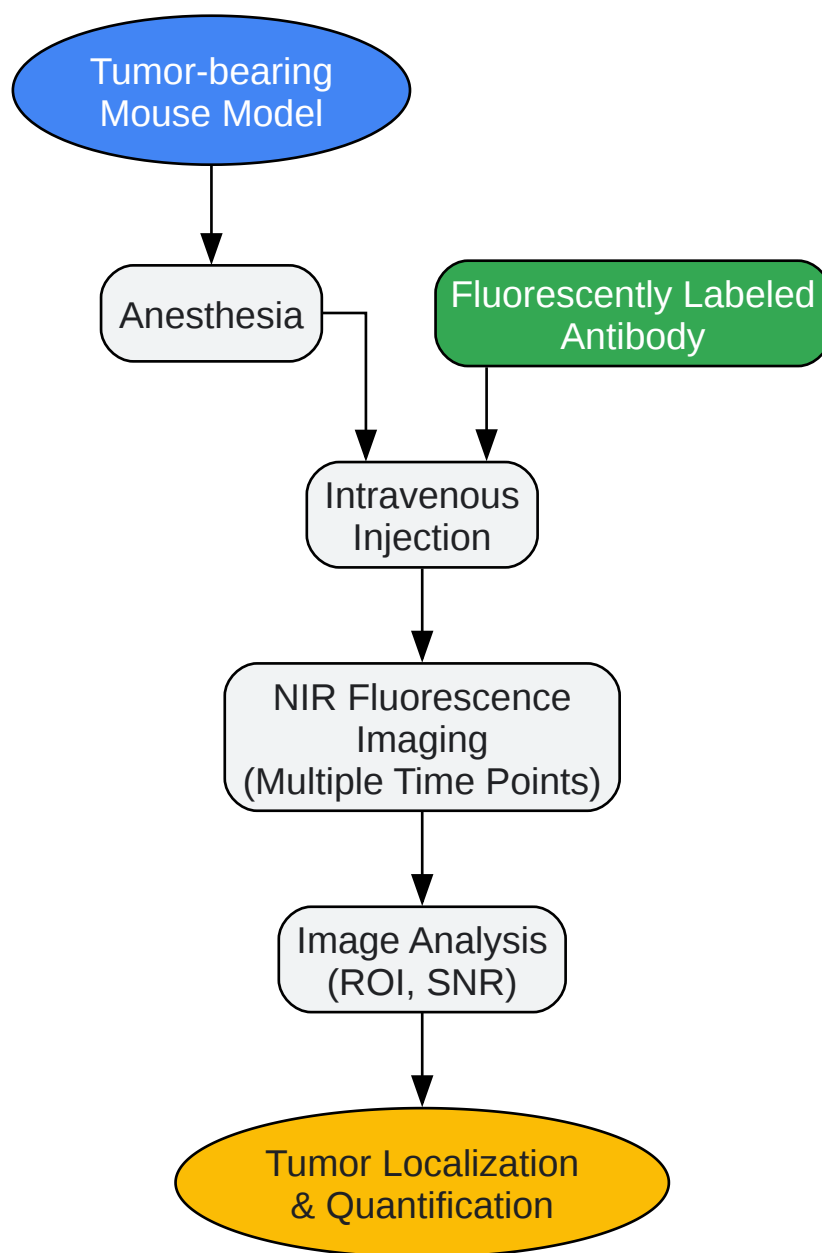 Tumor-bearing
Mouse Model
Anesthesia
Fluorescently Labeled
Antibody
Intravenous
Injection
NIR Fluorescence
Imaging
(Multiple Time Points)
Image Analysis
(ROI, SNR)
Tumor Localization
& Quantification